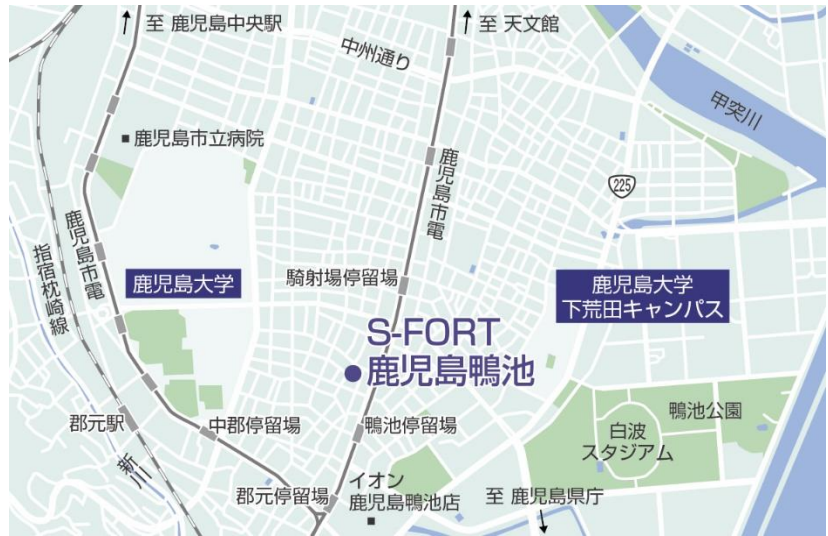 至 鹿児島中央駅
至 天文館
中州通り
甲突川
鹿児島市立病院
鹿児島市電
225
鹿児島市電
指宿枕崎線
鹿児島大学
騎射場停留場
鹿児島大学
下荒田キャンパス
S-FORT
鹿児島鴨池
郡元駅
中郡停留場
鴨池停留場
白波
スタジアム
鴨池公園
新川
郡元停留場
イオン
鹿児島鴨池店
至 鹿児島県庁